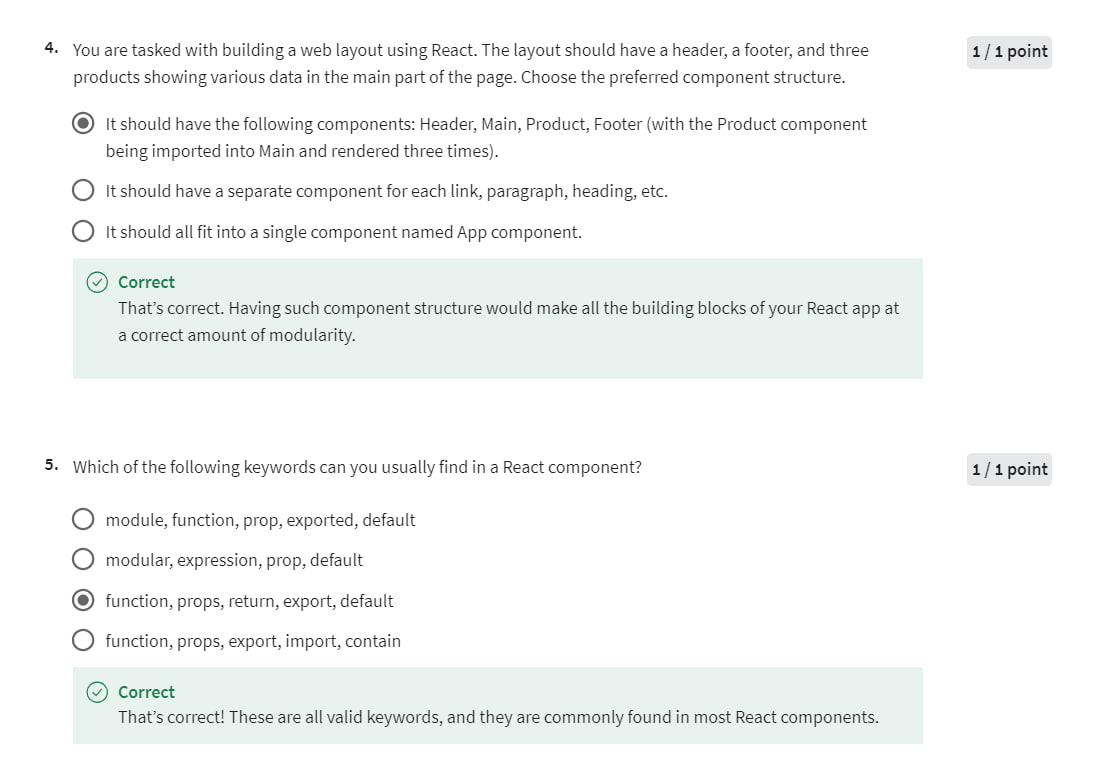 4. You are tasked with building a web layout using React. The layout should have a header, a footer, and three
1 / 1 point
products showing various data in the main part of the page. Choose the preferred component structure.
It should have the following components: Header, Main, Product, Footer (with the Product component
being imported into Main and rendered three times).
It should have a separate component for each link, paragraph, heading, etc.
It should all fit into a single component named App component.
Correct
That’s correct. Having such component structure would make all the building blocks of your React app at
a correct amount of modularity.
5. Which of the following keywords can you usually find in a React component?
1 / 1 point
module, function, prop, exported, default
modular, expression, prop, default
function, props, return, export, default
function, props, export, import, contain
Correct
That’s correct! These are all valid keywords, and they are commonly found in most React components.